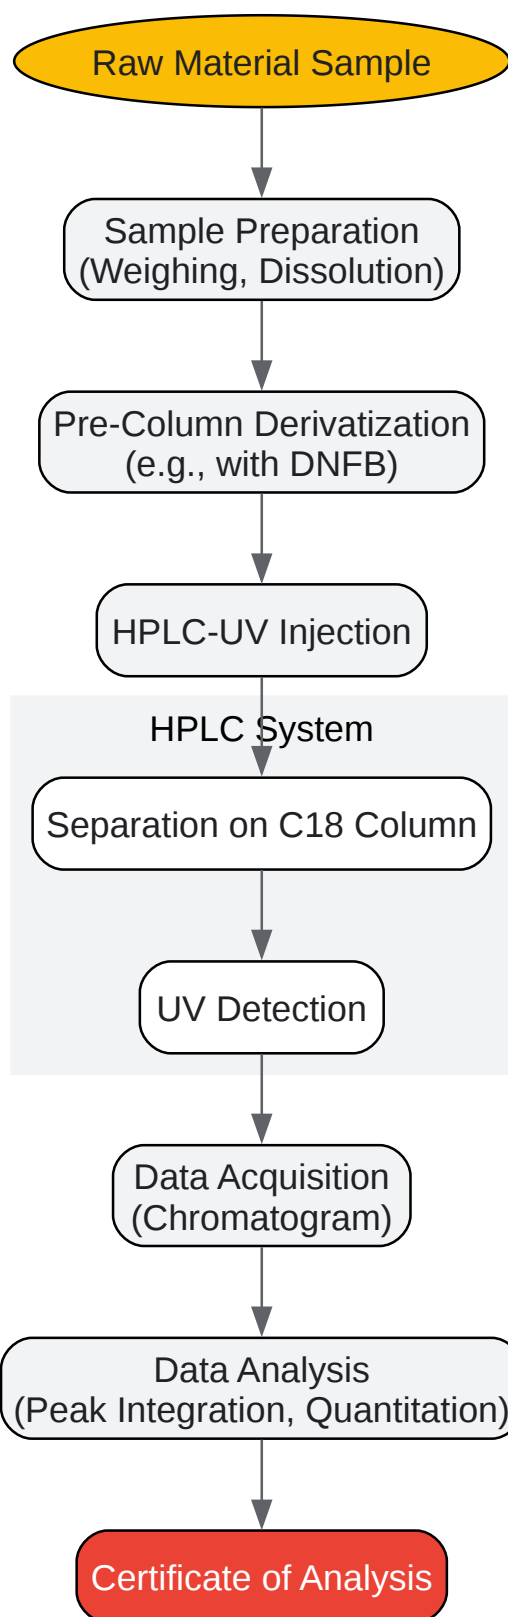 Raw Material Sample
Sample Preparation
(Weighing, Dissolution)
Pre-Column Derivatization
(e.g., with DNFB)
HPLC-UV Injection
HPLC System
Separation on C18 Column
UV Detection
Data Acquisition
(Chromatogram)
Data Analysis
(Peak Integration, Quantitation)
Certificate of Analysis